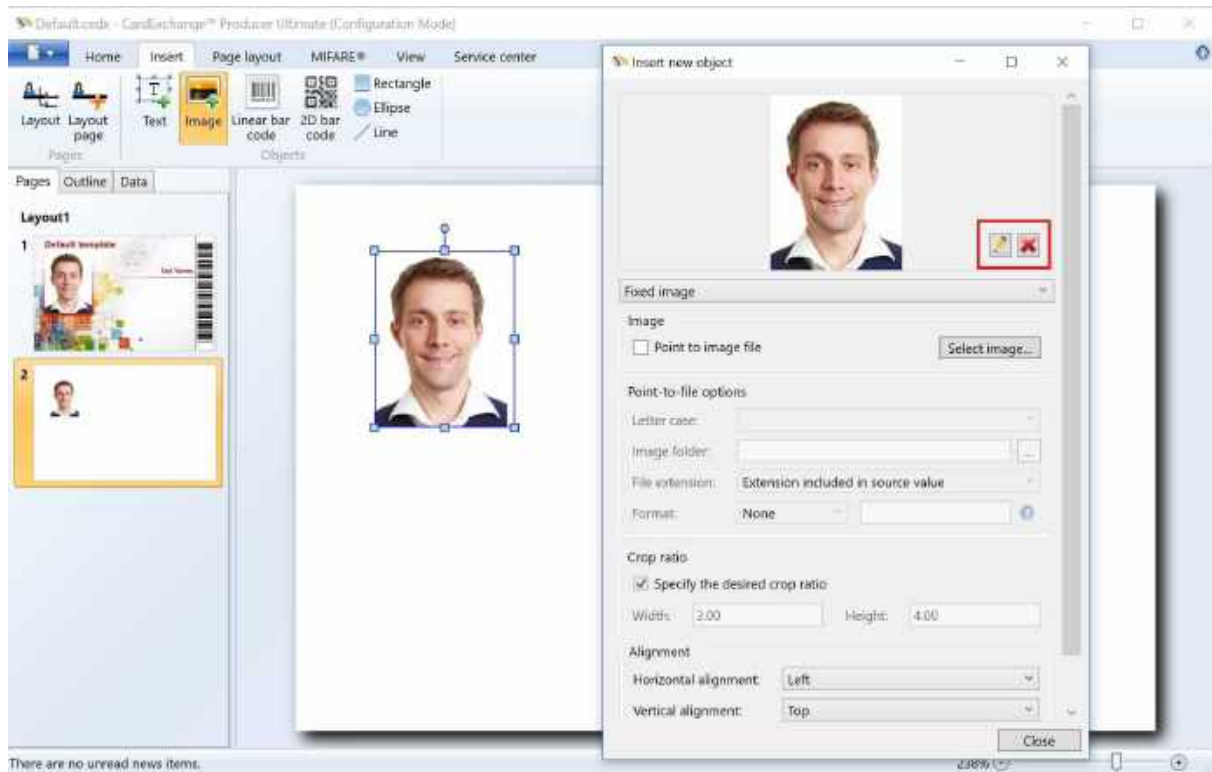 Default.cedx - CardExchange™ Producer Ultimate (Configuration Mode)
Home Insert Page layout MIFARE® View Service center
Layout
Layout page
Text
Image
Linear bar code
2D bar code
Rectangle
Ellipse
Line
Pages
Objects
Pages Outline Data
Layout1
1
Default template
Last Name
2
There are no unread news items.
Insert new object
Fixed image
Image
Point to image file
Select image...
Point-to-file options
Letter case:
Image folder:
...
File extension: Extension included in source value
Format: None
Crop ratio
Specify the desired crop ratio
Width: 3.00 Height: 4.00
Alignment
Horizontal alignment: Left
Vertical alignment: Top
Close
238%